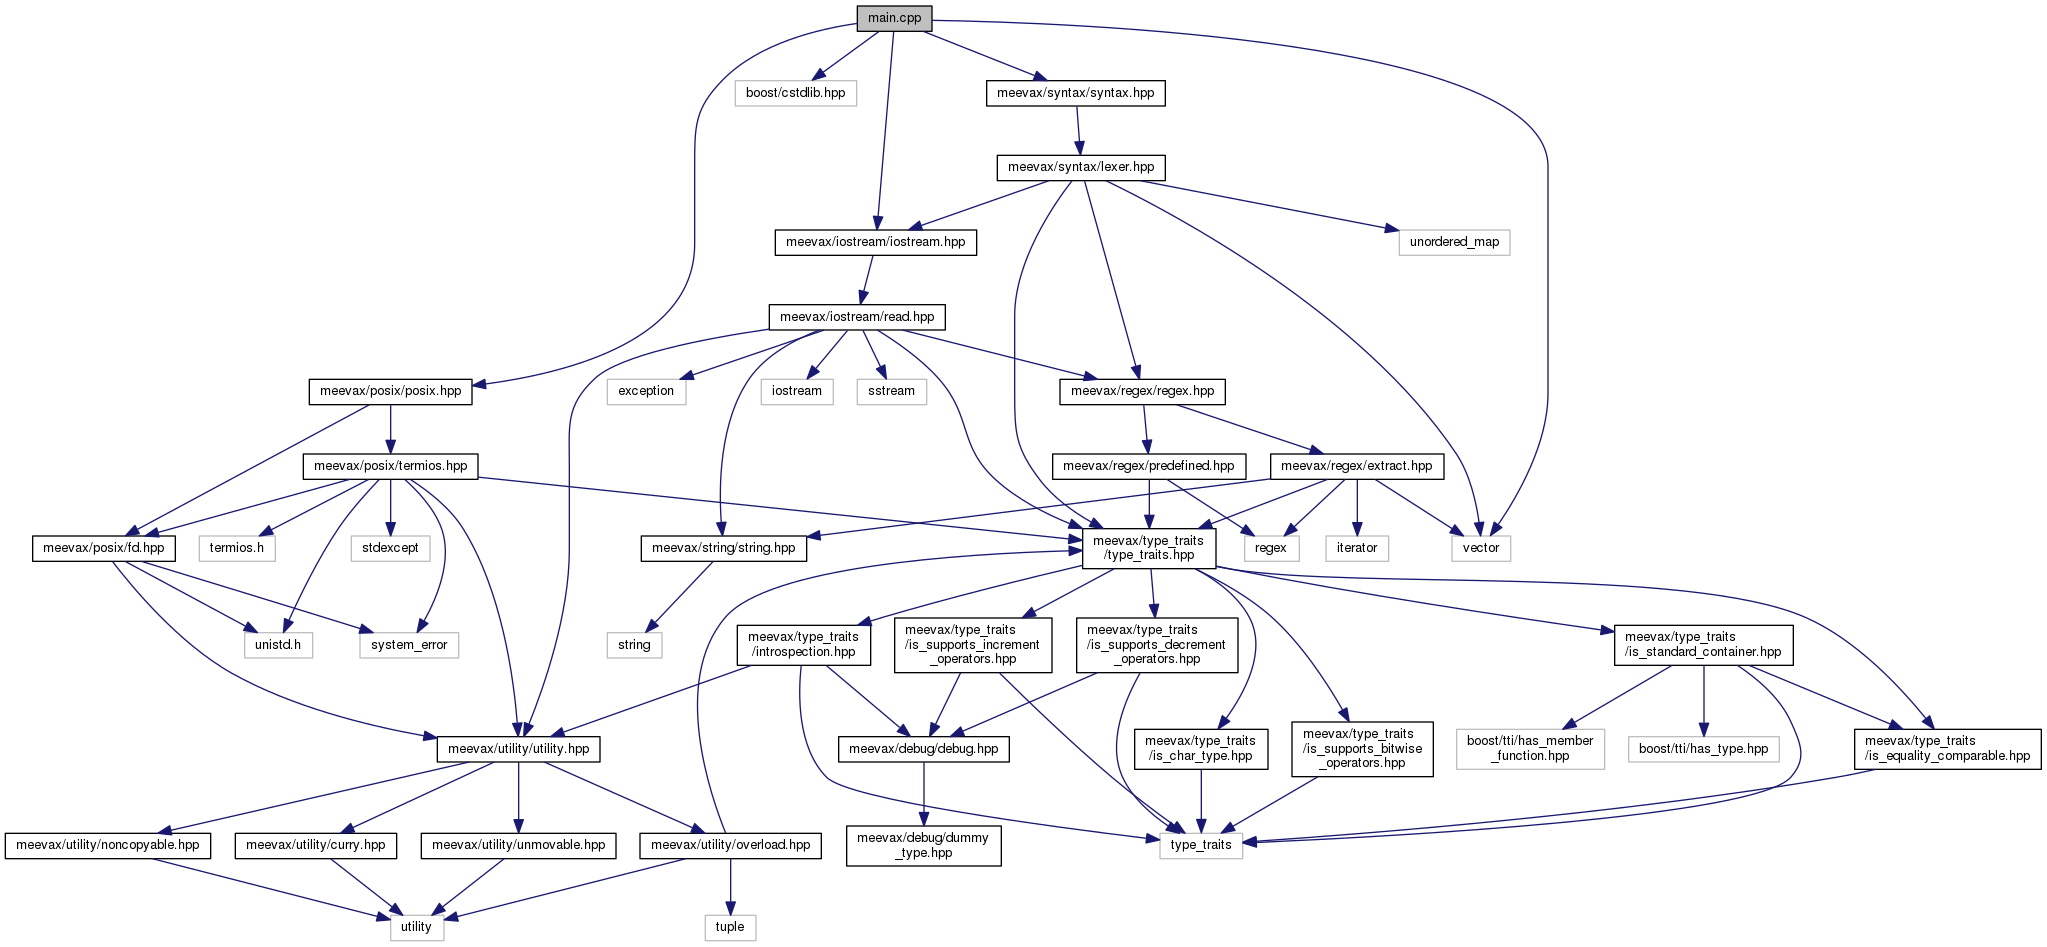 main.cpp
boost/cstdlib.hpp
meevax/syntax/syntax.hpp
meevax/syntax/lexer.hpp
meevax/iostream/iostream.hpp
unordered_map
meevax/iostream/read.hpp
meevax/posix/posix.hpp
exception
iostream
sstream
meevax/regex/regex.hpp
meevax/posix/termios.hpp
meevax/regex/predefined.hpp
meevax/regex/extract.hpp
meevax/posix/fd.hpp
termios.h
stdexcept
meevax/string/string.hpp
meevax/type_traits
/type_traits.hpp
regex
iterator
vector
unistd.h
system_error
string
meevax/type_traits
/introspection.hpp
meevax/type_traits
/is_supports_increment
_operators.hpp
meevax/type_traits
/is_supports_decrement
_operators.hpp
meevax/type_traits
/is_standard_container.hpp
meevax/utility/utility.hpp
meevax/debug/debug.hpp
meevax/type_traits
/is_char_type.hpp
meevax/type_traits
/is_supports_bitwise
_operators.hpp
boost/tti/has_member
_function.hpp
boost/tti/has_type.hpp
meevax/type_traits
/is_equality_comparable.hpp
meevax/utility/noncopyable.hpp
meevax/utility/curry.hpp
meevax/utility/unmovable.hpp
meevax/utility/overload.hpp
meevax/debug/dummy
_type.hpp
type_traits
utility
tuple